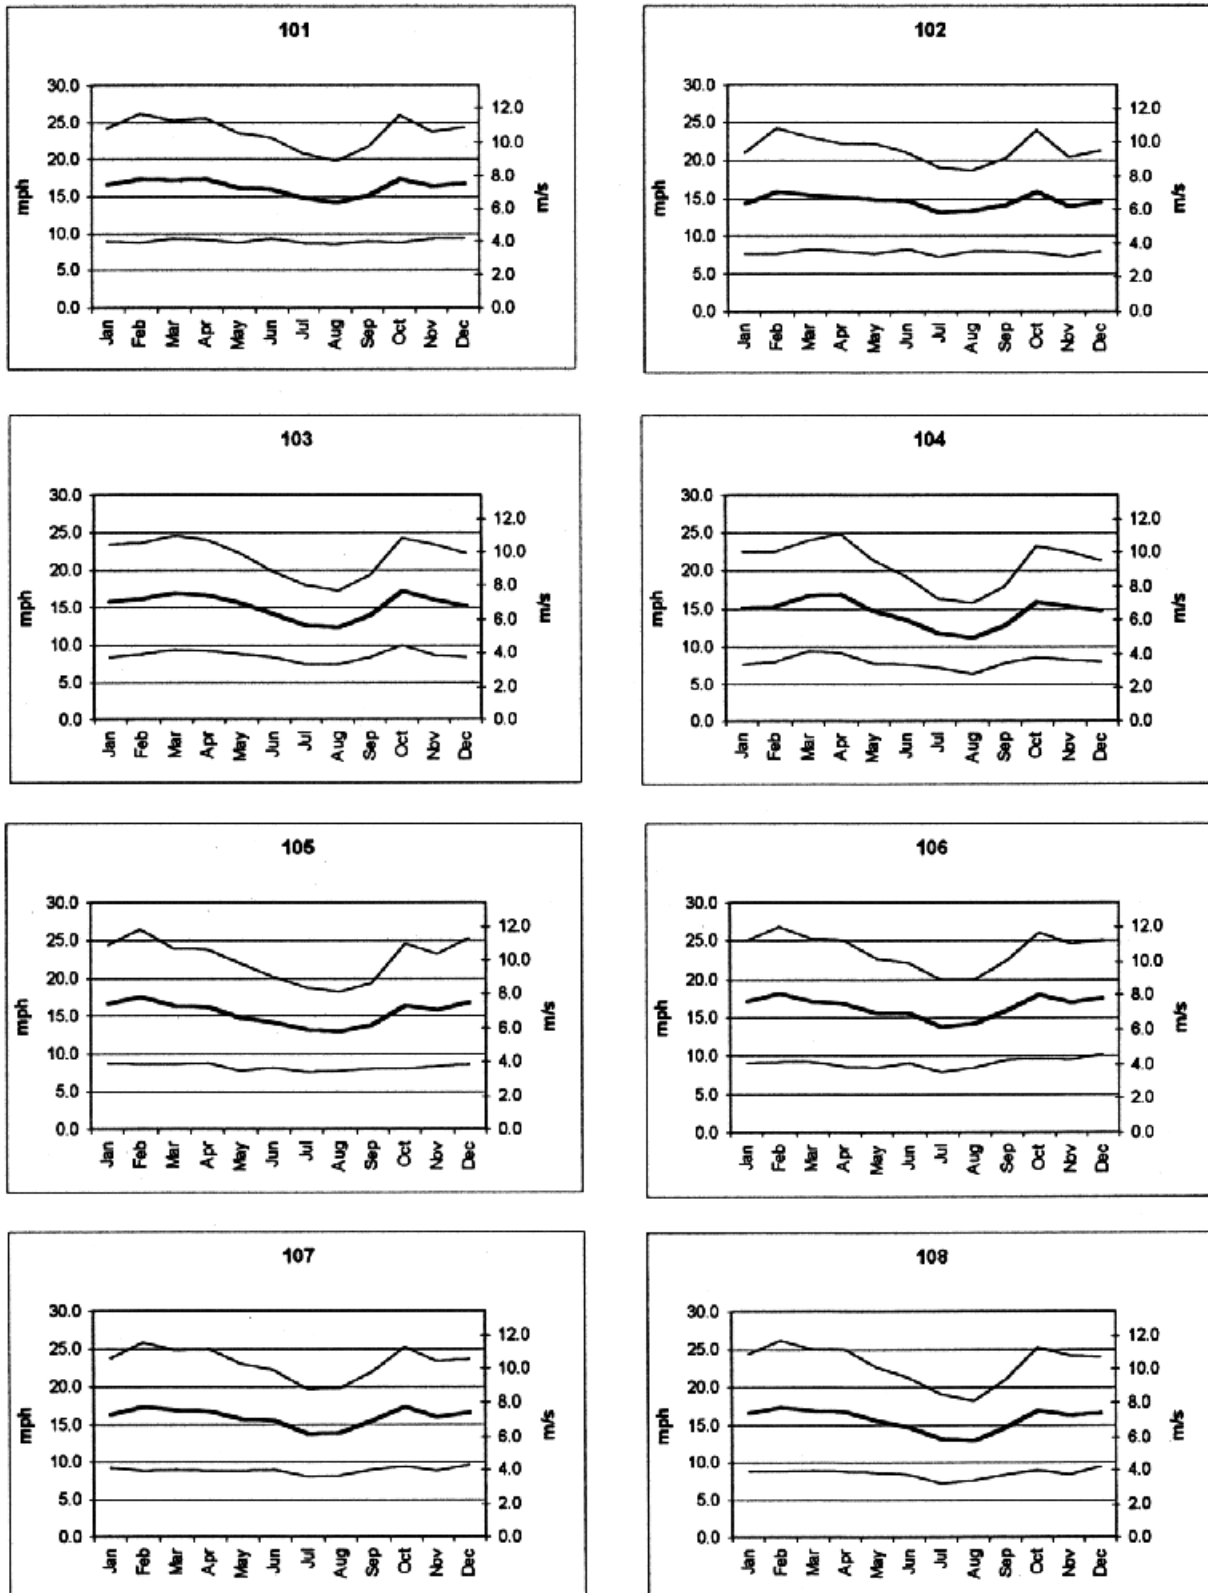 101
30.0
25.0
20.0
15.0
10.0
5.0
0.0
mph
12.0
10.0
8.0
6.0
4.0
2.0
0.0
m/s
Jan
Feb
Mar
Apr
May
Jun
Jul
Aug
Sep
Oct
Nov
Dec
102
30.0
25.0
20.0
15.0
10.0
5.0
0.0
mph
12.0
10.0
8.0
6.0
4.0
2.0
0.0
m/s
Jan
Feb
Mar
Apr
May
Jun
Jul
Aug
Sep
Oct
Nov
Dec
103
30.0
25.0
20.0
15.0
10.0
5.0
0.0
mph
12.0
10.0
8.0
6.0
4.0
2.0
0.0
m/s
Jan
Feb
Mar
Apr
May
Jun
Jul
Aug
Sep
Oct
Nov
Dec
104
30.0
25.0
20.0
15.0
10.0
5.0
0.0
mph
12.0
10.0
8.0
6.0
4.0
2.0
0.0
m/s
Jan
Feb
Mar
Apr
May
Jun
Jul
Aug
Sep
Oct
Nov
Dec
105
30.0
25.0
20.0
15.0
10.0
5.0
0.0
mph
12.0
10.0
8.0
6.0
4.0
2.0
0.0
m/s
Jan
Feb
Mar
Apr
May
Jun
Jul
Aug
Sep
Oct
Nov
Dec
106
30.0
25.0
20.0
15.0
10.0
5.0
0.0
mph
12.0
10.0
8.0
6.0
4.0
2.0
0.0
m/s
Jan
Feb
Mar
Apr
May
Jun
Jul
Aug
Sep
Oct
Nov
Dec
107
30.0
25.0
20.0
15.0
10.0
5.0
0.0
mph
12.0
10.0
8.0
6.0
4.0
2.0
0.0
m/s
Jan
Feb
Mar
Apr
May
Jun
Jul
Aug
Sep
Oct
Nov
Dec
108
30.0
25.0
20.0
15.0
10.0
5.0
0.0
mph
12.0
10.0
8.0
6.0
4.0
2.0
0.0
m/s
Jan
Feb
Mar
Apr
May
Jun
Jul
Aug
Sep
Oct
Nov
Dec